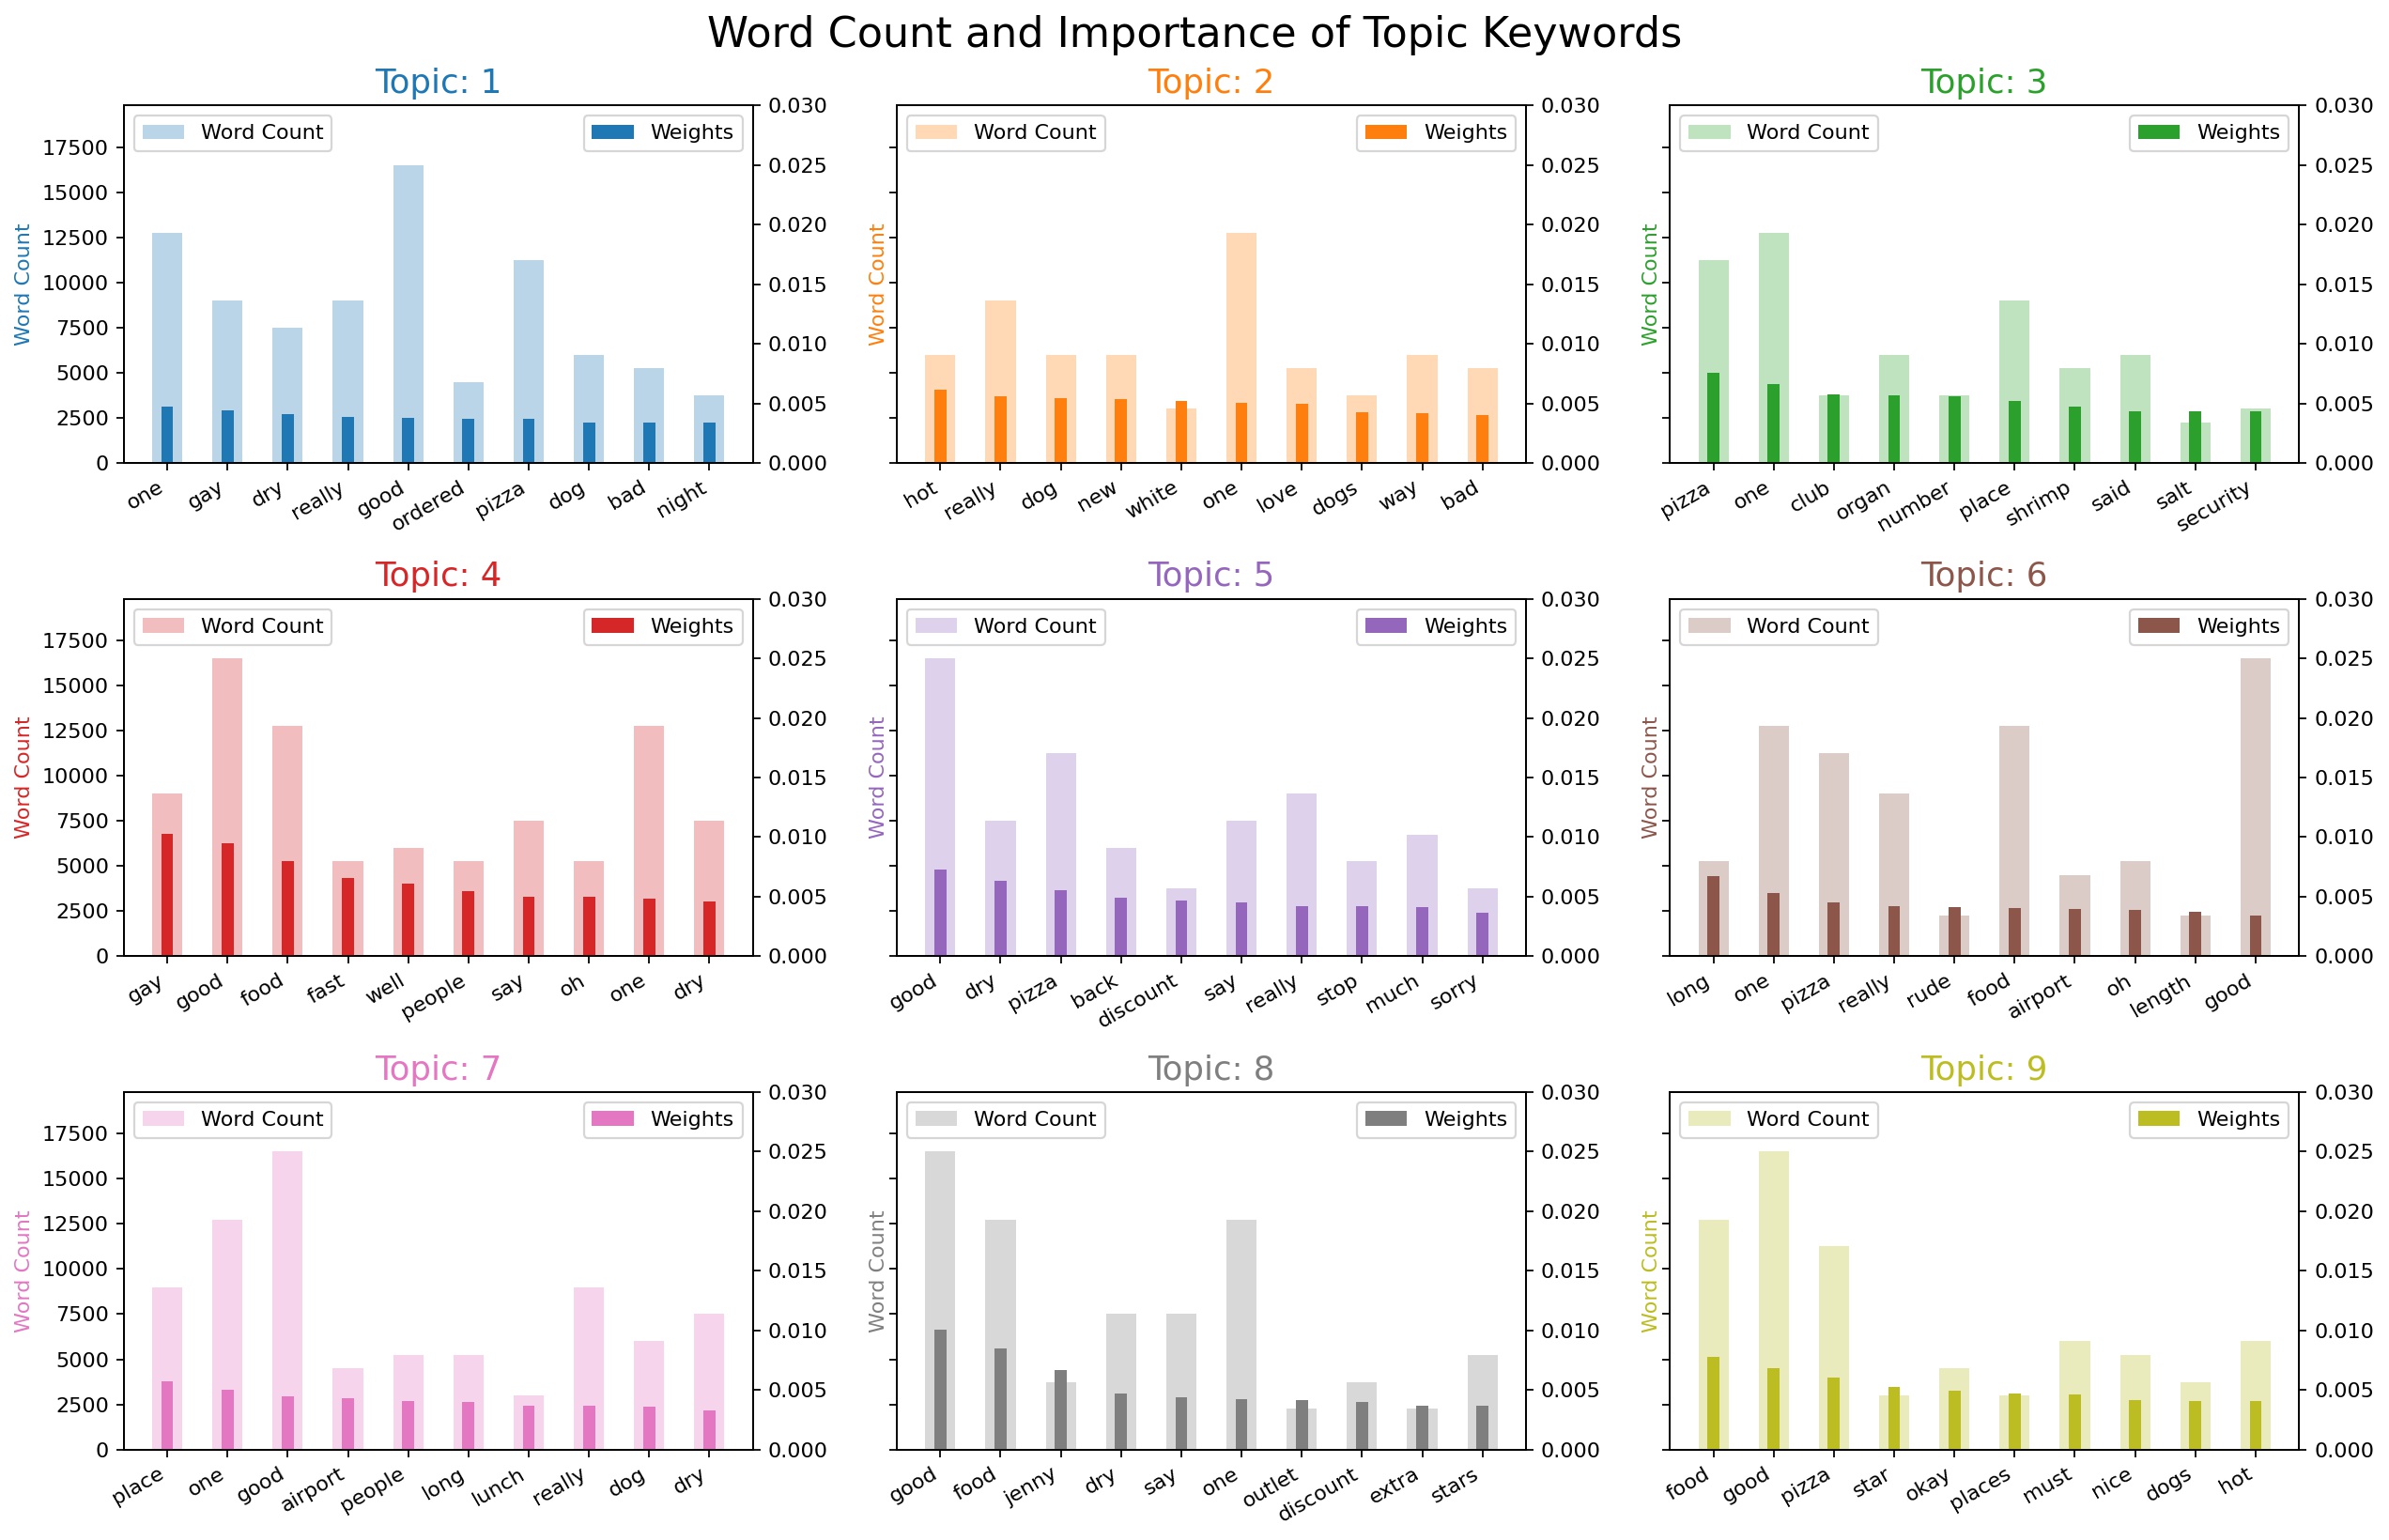 Word Count and Importance of Topic Keywords
Topic: 1
Word Count
Weights
Word Count
17500
15000
12500
10000
7500
5000
2500
0
0.030
0.025
0.020
0.015
0.010
0.005
0.000
one gay dry really good ordered pizza dog bad night
Topic: 2
Word Count
Weights
Word Count
0.030
0.025
0.020
0.015
0.010
0.005
0.000
hot really dog new white one love dogs way bad
Topic: 3
Word Count
Weights
Word Count
0.030
0.025
0.020
0.015
0.010
0.005
0.000
pizza one club organ number place shrimp said salt security
Topic: 4
Word Count
Weights
Word Count
17500
15000
12500
10000
7500
5000
2500
0
0.030
0.025
0.020
0.015
0.010
0.005
0.000
gay good food fast well people say oh one dry
Topic: 5
Word Count
Weights
Word Count
0.030
0.025
0.020
0.015
0.010
0.005
0.000
good dry pizza back discount say really stop much sorry
Topic: 6
Word Count
Weights
Word Count
0.030
0.025
0.020
0.015
0.010
0.005
0.000
long one pizza really rude food airport oh length good
Topic: 7
Word Count
Weights
Word Count
17500
15000
12500
10000
7500
5000
2500
0
0.030
0.025
0.020
0.015
0.010
0.005
0.000
place one good airport people long lunch really dog dry
Topic: 8
Word Count
Weights
Word Count
0.030
0.025
0.020
0.015
0.010
0.005
0.000
good food jenny dry say one outlet discount extra stars
Topic: 9
Word Count
Weights
Word Count
0.030
0.025
0.020
0.015
0.010
0.005
0.000
food good pizza star okay places must nice dogs hot